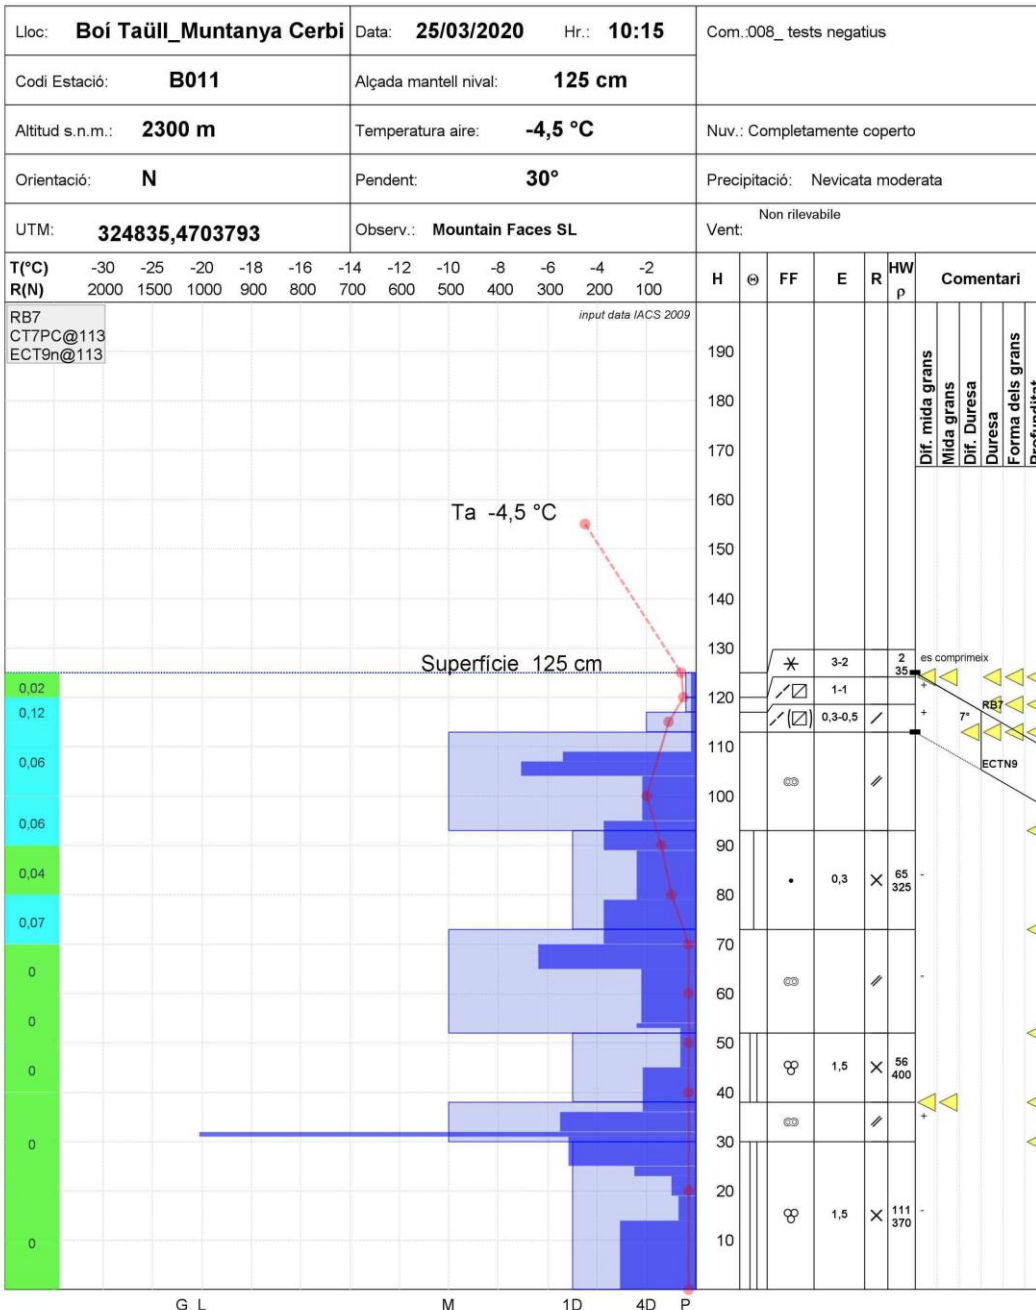 Lloc: Boí Taüll_Muntanya Cerbi Data: 25/03/2020 Hr.: 10:15 Com.:008_ tests negatius
Codi Estació: B011 Alçada mantell nival: 125 cm
Altitud s.n.m.: 2300 m Temperatura aire: -4,5 °C Nuv.: Completamente coperto
Orientació: N Pendent: 30° Precipitació: Nevicata moderata
UTM: 324835,4703793 Observ.: Mountain Faces SL Vent: Non rilevabile
T(°C) -30 -25 -20 -18 -16 -14 -12 -10 -8 -6 -4 -2
R(N) 2000 1500 1000 900 800 700 600 500 400 300 200 100
H Θ FF E R HW ρ Comentari
RB7
CT7PC@113
ECT9n@113
input data IACS 2009
Dif. mida grans
Mida grans
Dif. Duresa
Duresa
Forma dels grans
Profunditat
190
180
170
160
Ta -4,5 °C
150
140
130
Superfície 125 cm
3-2 2 35 es comprimeix
0,02
+
120 1-1 RB7
0,12
0,3-0,5 + 7°
110
0,06
ECTN9
100
0,06
90
0,04
0,3 65 325 -
80
0,07
70
0
-
60
0
50
0
1,5 56 400
40
+
30
0
20
1,5 111 370 -
10
0
G L M 1D 4D P